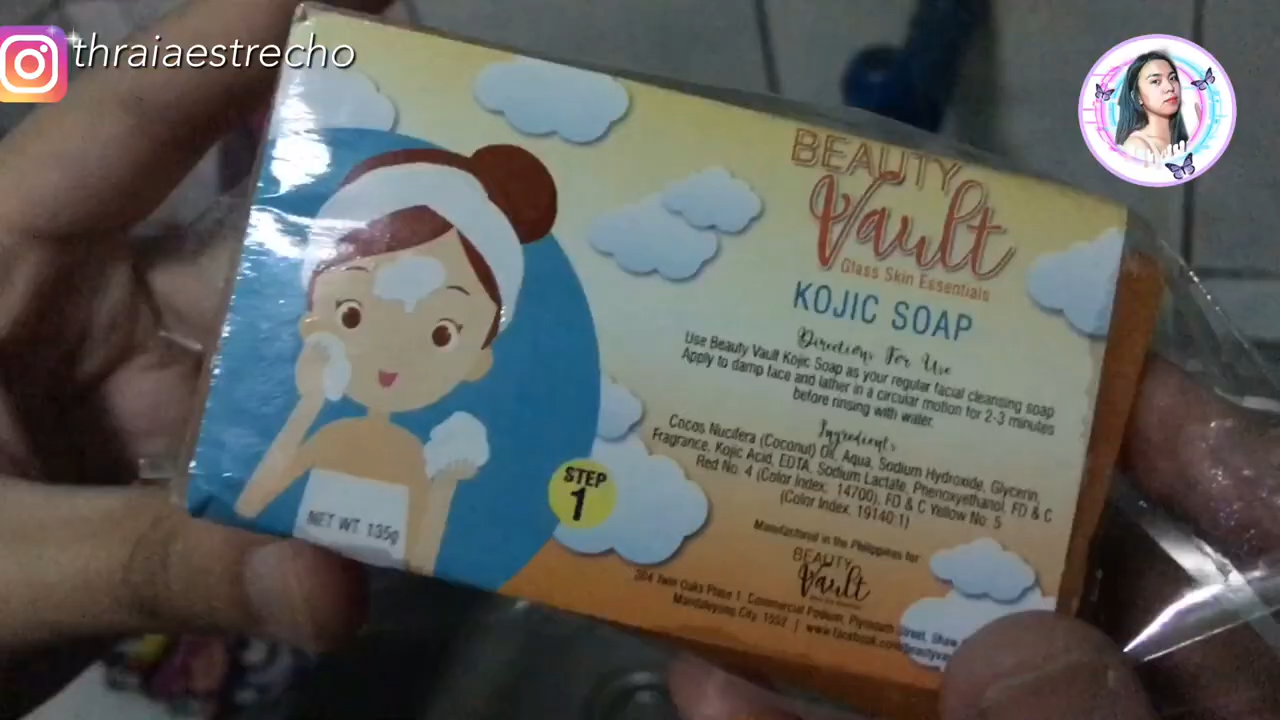 thraiaestrecho
BEAUTY
Vault
Glass Skin Essentials
KOJIC SOAP
Directions For Use
Use Beauty Vault Kojic Soap as your regular facial cleansing soap
Apply to damp face and lather in a circular motion for 2-3 minutes
before rinsing with water.
Ingredients
Cocos Nucifera (Coconut) Oil, Aqua, Sodium Hydroxide, Glycerin,
Fragrance, Kojic Acid, EDTA, Sodium Lactate, Phenoxyethanol, FD & C
Red No. 4 (Color Index: 14700), FD & C Yellow No. 5
(Color Index: 19140:1)
STEP
1
NET WT 135g
Manufactured in the Philippines for
BEAUTY
Vault
Twin Oaks Place 1, Commercial Podium, Plymouth Street, Shaw
Mandaluyong City, 1552 | www.facebook.com/